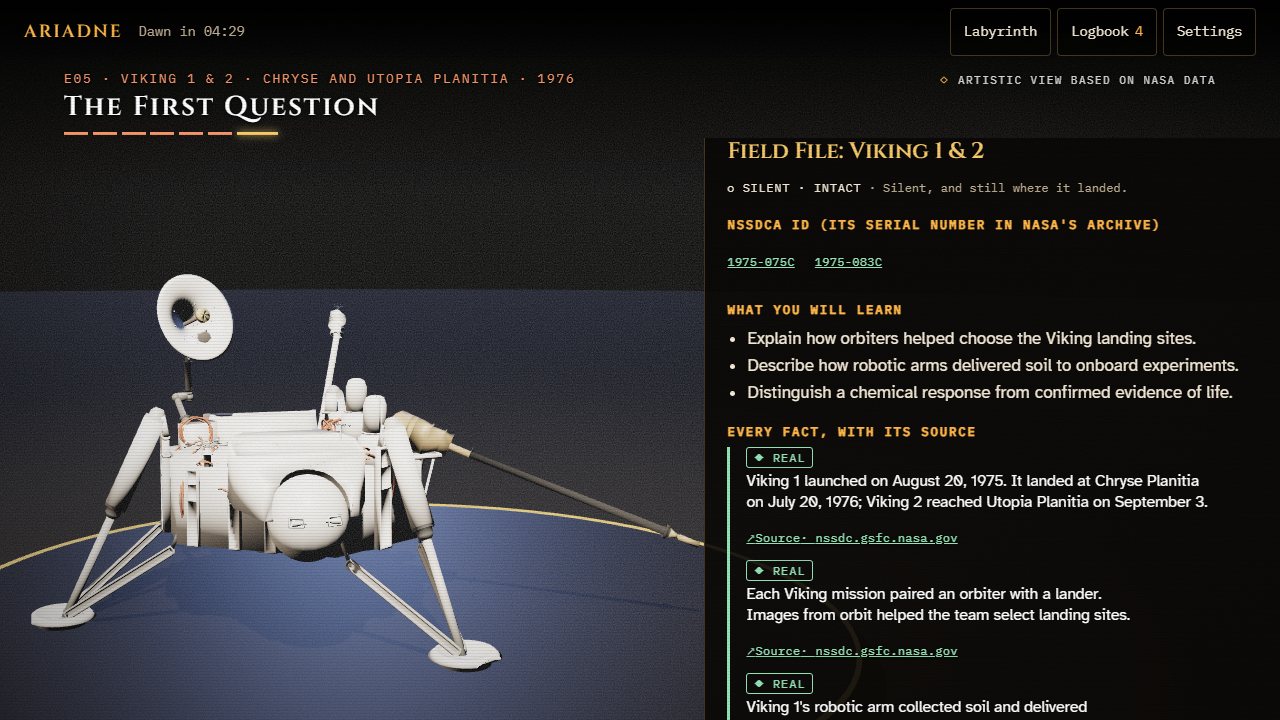 ARIADNE Dawn in 04:29
Labyrinth
Logbook 4
Settings
E05 · VIKING 1 & 2 · CHRYSE AND UTOPIA PLANITIA · 1976
The First Question
◇ ARTISTIC VIEW BASED ON NASA DATA
Field File: Viking 1 & 2
o SILENT · INTACT · Silent, and still where it landed.
NSSDCA ID (ITS SERIAL NUMBER IN NASA'S ARCHIVE)
1975-075C 1975-083C
WHAT YOU WILL LEARN
• Explain how orbiters helped choose the Viking landing sites.
• Describe how robotic arms delivered soil to onboard experiments.
• Distinguish a chemical response from confirmed evidence of life.
EVERY FACT, WITH ITS SOURCE
◆ REAL
Viking 1 launched on August 20, 1975. It landed at Chryse Planitia
on July 20, 1976; Viking 2 reached Utopia Planitia on September 3.
↗Source· nssdc.gsfc.nasa.gov
◆ REAL
Each Viking mission paired an orbiter with a lander.
Images from orbit helped the team select landing sites.
↗Source· nssdc.gsfc.nasa.gov
◆ REAL
Viking 1's robotic arm collected soil and delivered